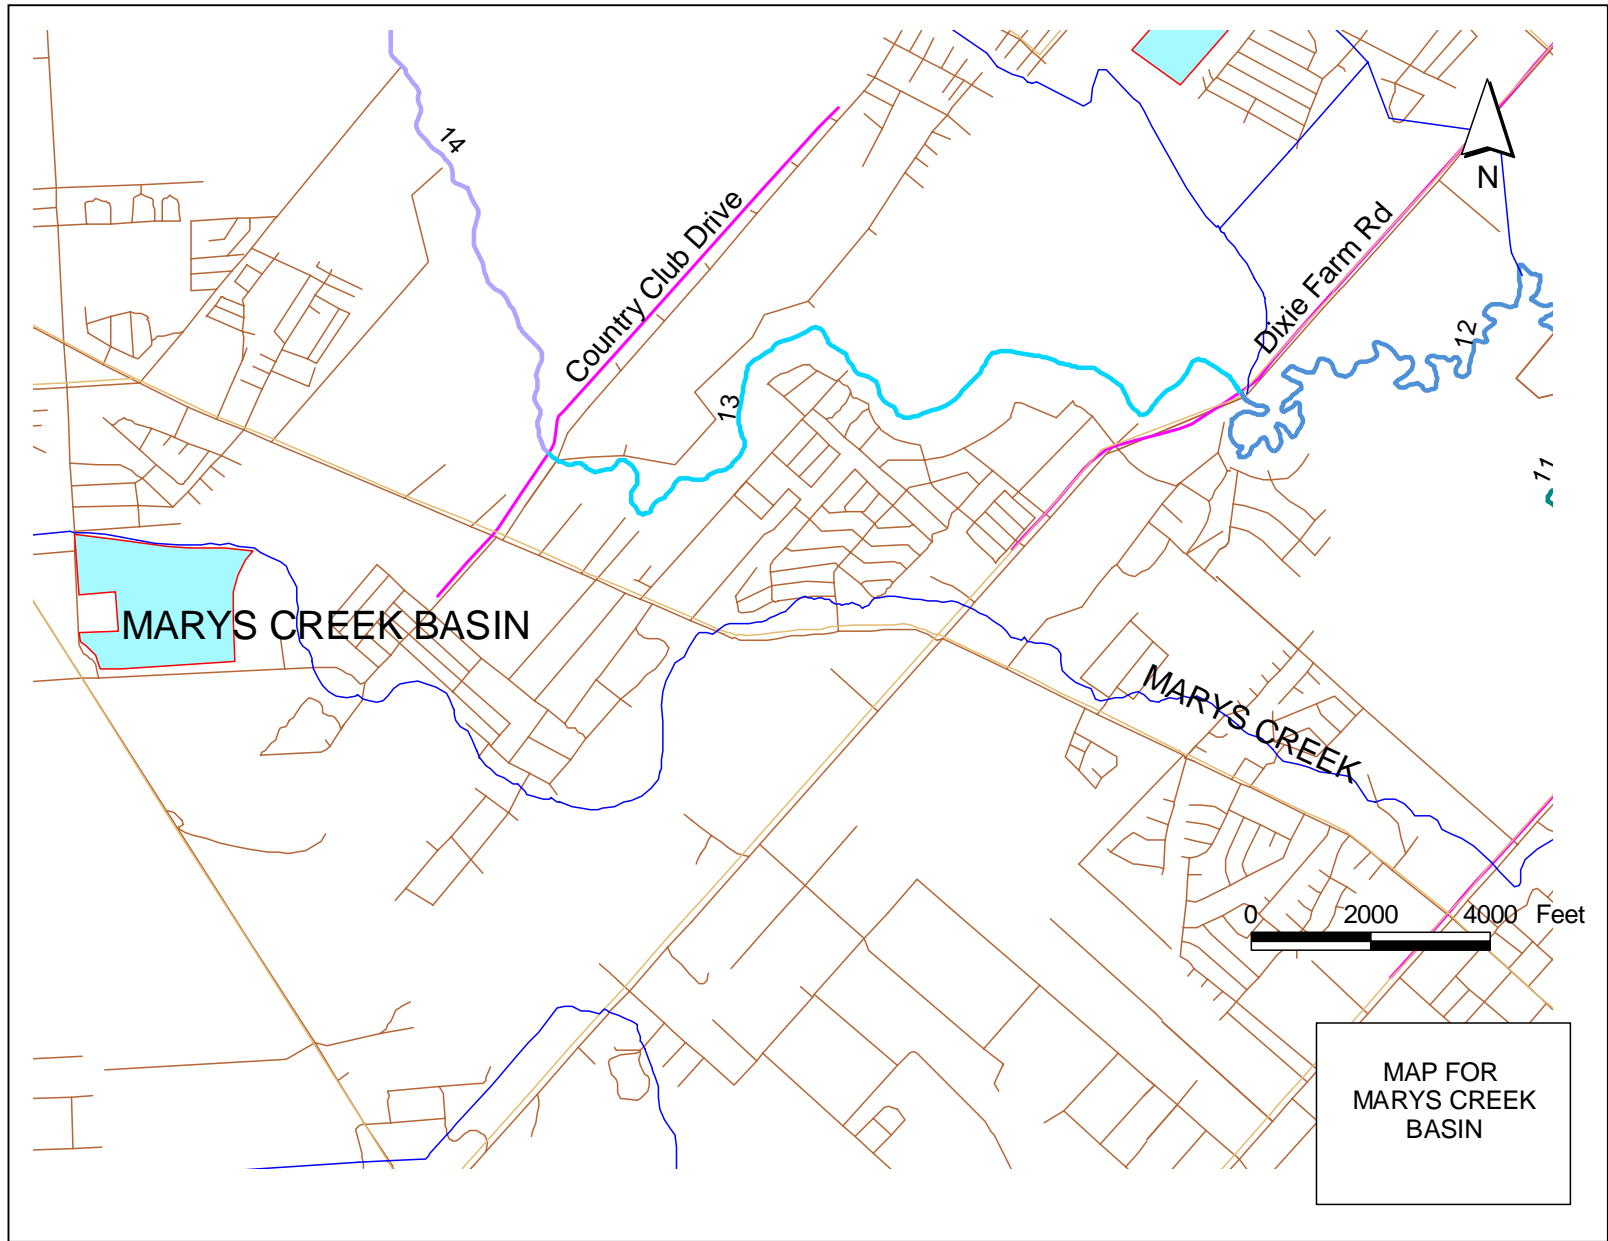 14
Country Club Drive
N
Dixie Farm Rd
12
13
11
MARYS CREEK BASIN
MARYS CREEK
0 2000 4000 Feet
MAP FOR
MARYS CREEK
BASIN